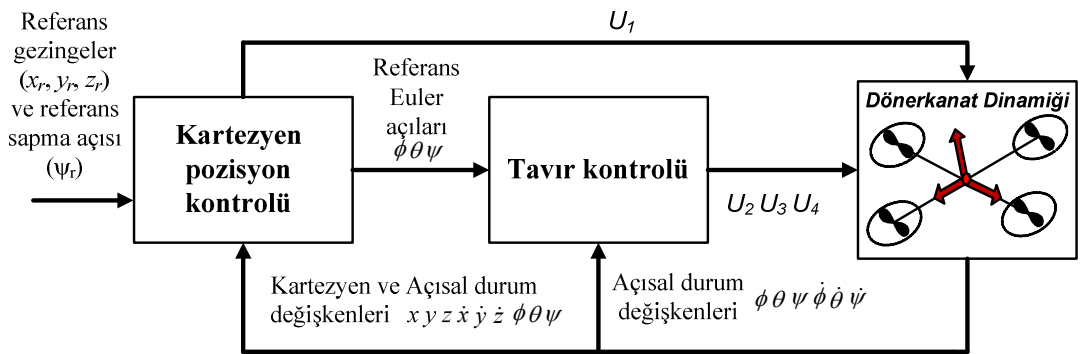 Referans
gezingeler
(xᵣ, yᵣ, zᵣ)
ve referans
sapma açısı
(ψᵣ)
U₁
Kartezyen
pozisyon
kontrolü
Referans
Euler
açıları
ϕ θ ψ
Tavır kontrolü
U₂ U₃ U₄
Dönerkanat Dinamiği
Kartezyen ve Açısal durum
değişkenleri x y z ẋ ẏ ż ϕ θ ψ
Açısal durum
değişkenleri ϕ θ ψ ϕ̇ θ̇ ψ̇